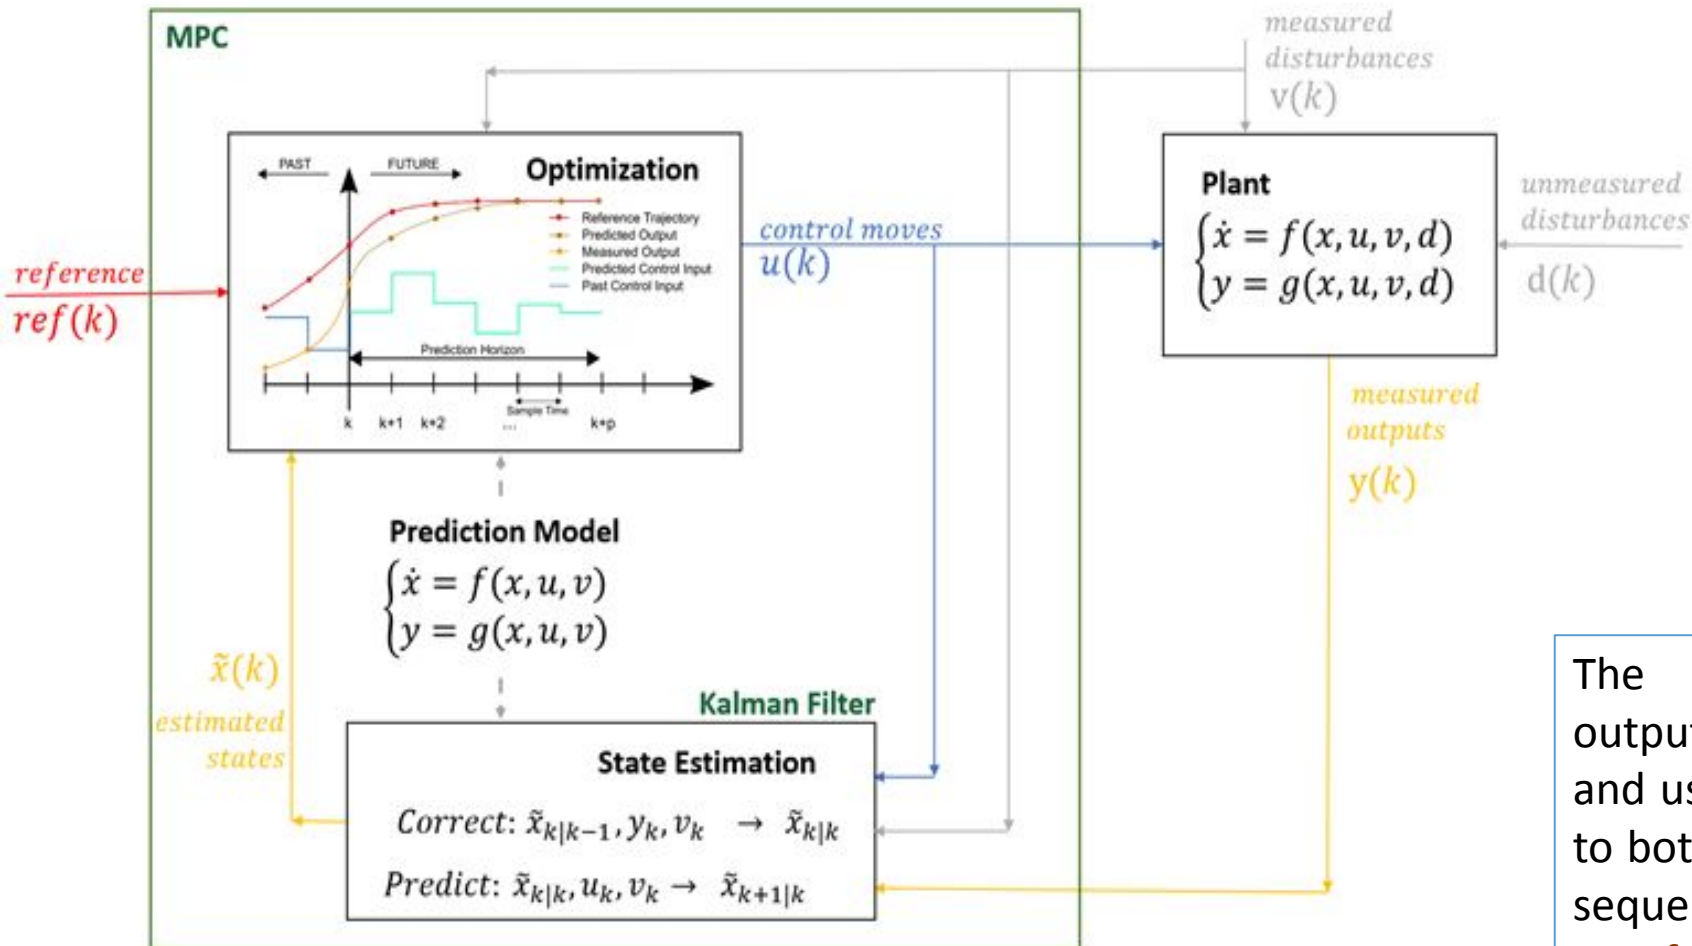 MPC
measured
disturbances
v(k)
PAST
FUTURE
Optimization
Reference Trajectory
Predicted Output
Measured Output
Predicted Control Input
Past Control Input
Prediction Horizon
Sample Time
k k+1 k+2 ... k+p
reference
ref(k)
control moves
u(k)
Plant
{ẋ = f(x, u, v, d)
y = g(x, u, v, d)
unmeasured
disturbances
d(k)
measured
outputs
y(k)
Prediction Model
{ẋ = f(x, u, v)
y = g(x, u, v)
x̃(k)
estimated
states
Kalman Filter
State Estimation
Correct: x̃ₖ|ₖ₋₁, yₖ, vₖ → x̃ₖ|ₖ
Predict: x̃ₖ|ₖ, uₖ, vₖ → x̃ₖ₊₁|ₖ
The
output
and us
to bot
seque